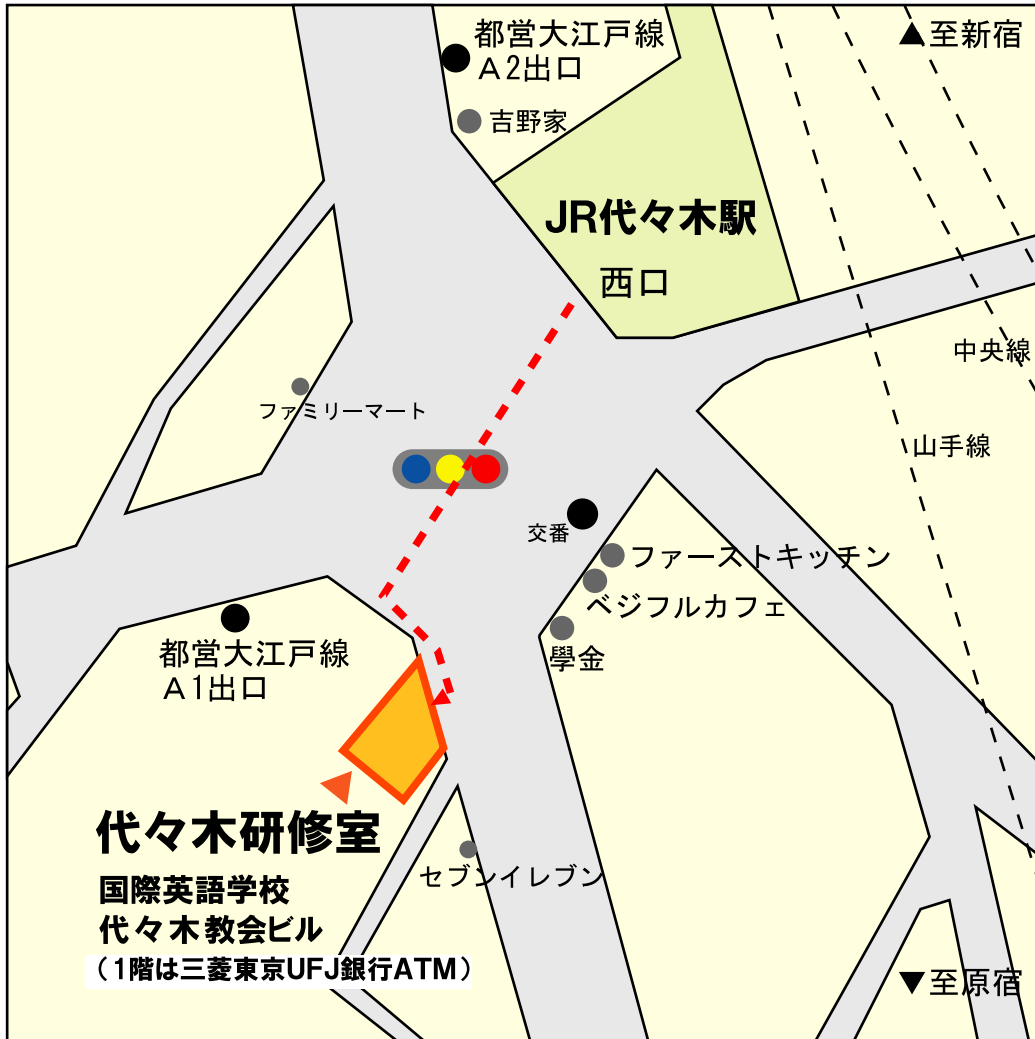 都営大江戸線
A2出口
▲至新宿
吉野家
JR代々木駅
西口
中央線
ファミリーマート
山手線
交番
ファーストキッチン
ベジフルカフェ
學金
都営大江戸線
A1出口
代々木研修室
セブンイレブン
国際英語学校
代々木教会ビル
（1階は三菱東京UFJ銀行ATM）
▼至原宿